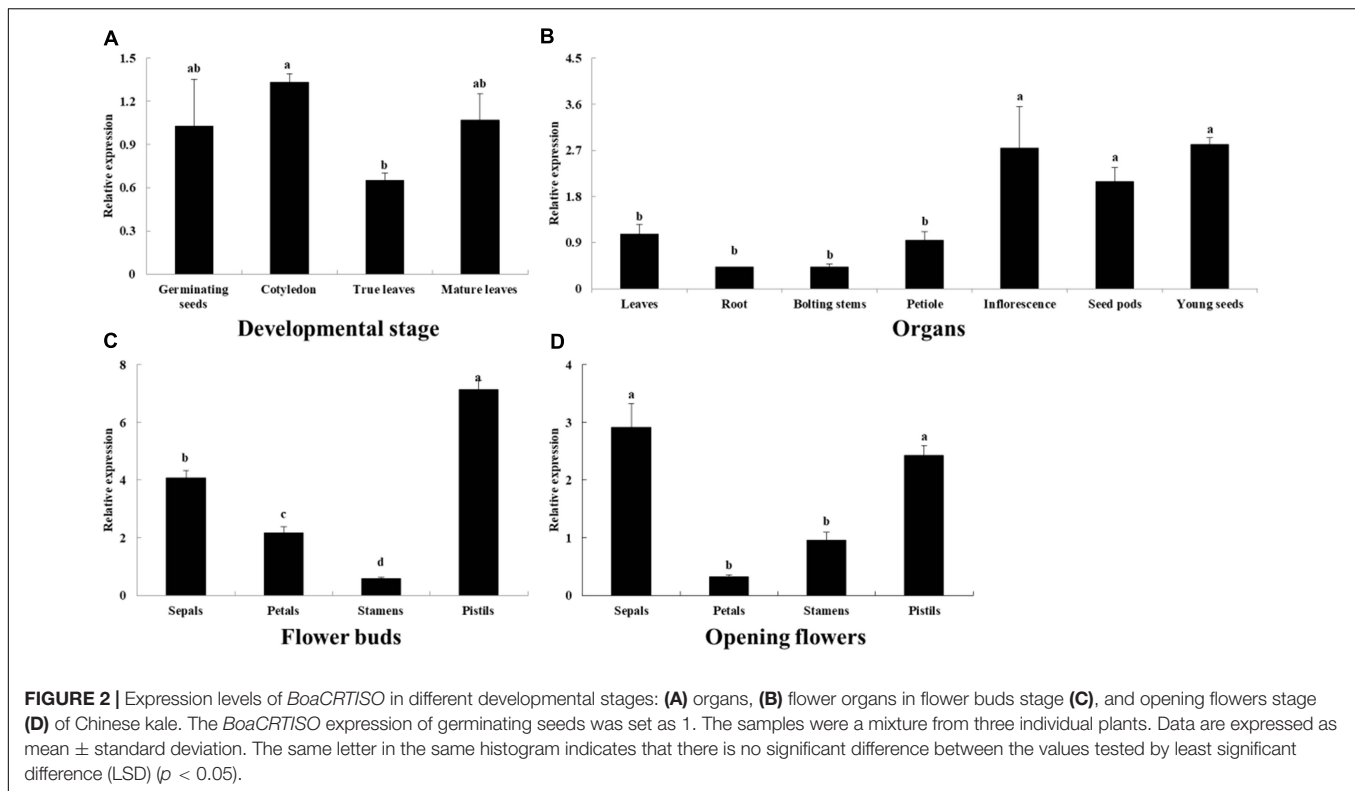 A
1.5
1.2
0.9
0.6
0.3
0
Relative expression
ab
a
b
ab
Germinating seeds
Cotyledon
True leaves
Mature leaves
Developmental stage
B
4.5
3.6
2.7
1.8
0.9
0
Relative expression
b
b
b
b
a
a
a
Leaves
Root
Bolting stems
Petiole
Inflorescence
Seed pods
Young seeds
Organs
C
8
6
4
2
0
Relative expression
b
c
d
a
Sepals
Petals
Stamens
Pistils
Flower buds
D
4
3
2
1
0
Relative expression
a
b
b
a
Sepals
Petals
Stamens
Pistils
Opening flowers
FIGURE 2 | Expression levels of BoaCRTISO in different developmental stages: (A) organs, (B) flower organs in flower buds stage (C), and opening flowers stage
(D) of Chinese kale. The BoaCRTISO expression of germinating seeds was set as 1. The samples were a mixture from three individual plants. Data are expressed as
mean ± standard deviation. The same letter in the same histogram indicates that there is no significant difference between the values tested by least significant
difference (LSD) (p < 0.05).